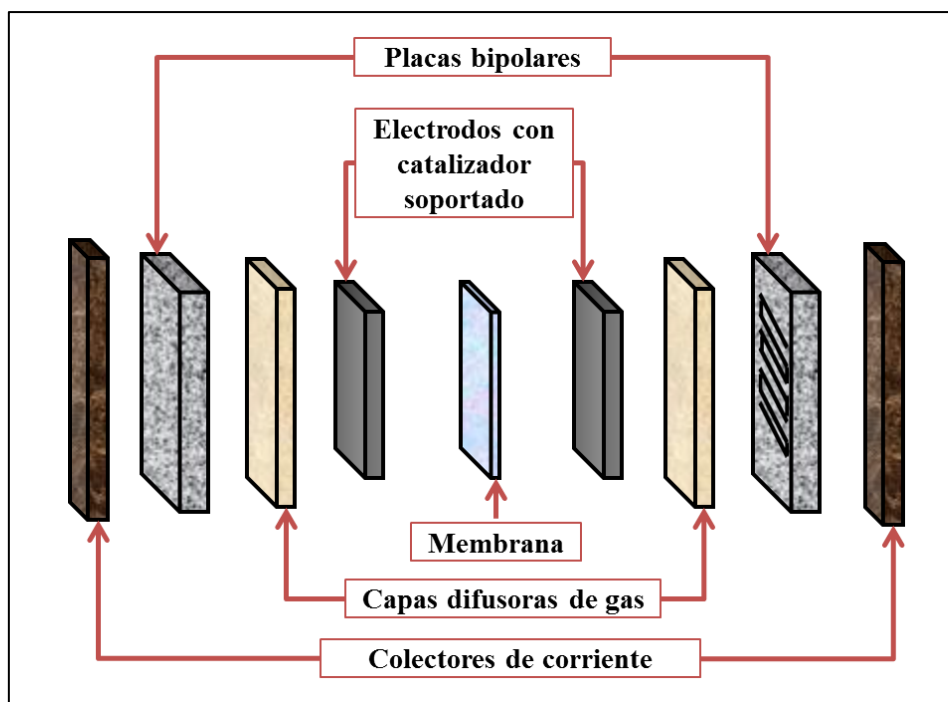 Placas bipolares
Electrodos con
catalizador
soportado
Membrana
Capas difusoras de gas
Colectores de corriente